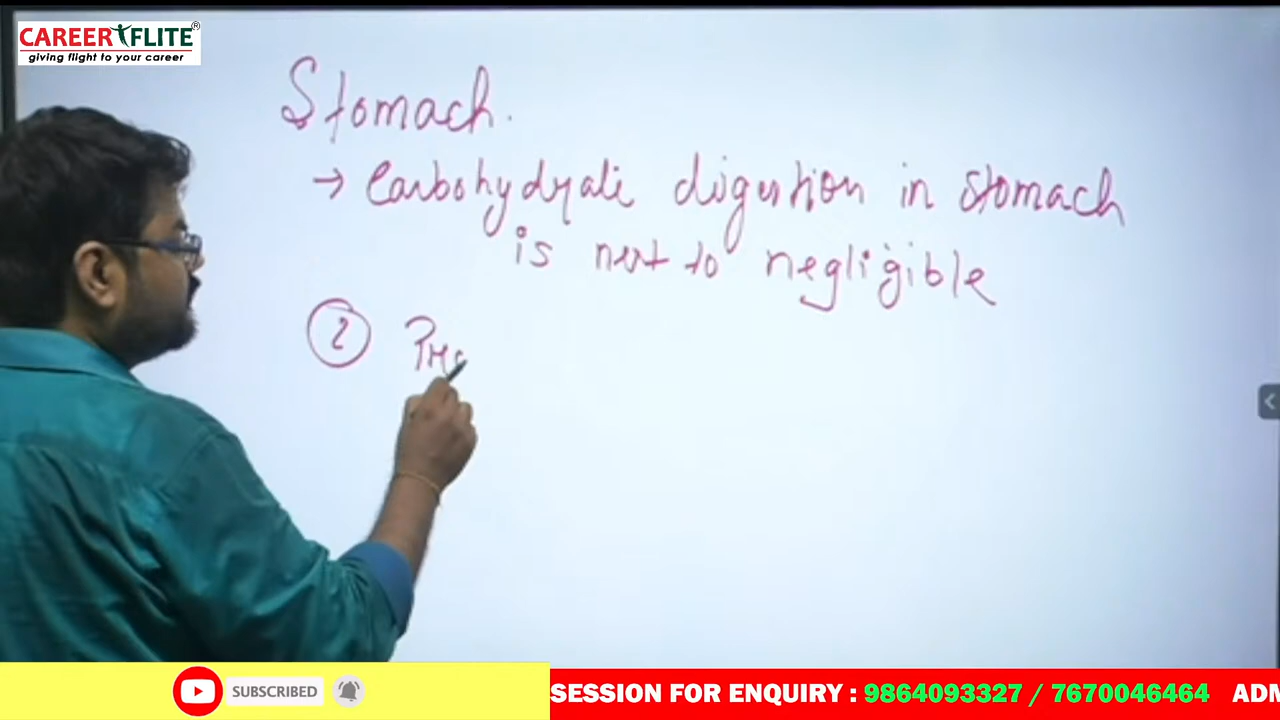 CAREER FLITE®
giving flight to your career
Stomach.
→ Carbohydrate digestion in stomach
is next to negligible
② Pro
SUBSCRIBED
SESSION FOR ENQUIRY : 9864093327 / 7670046464 ADM